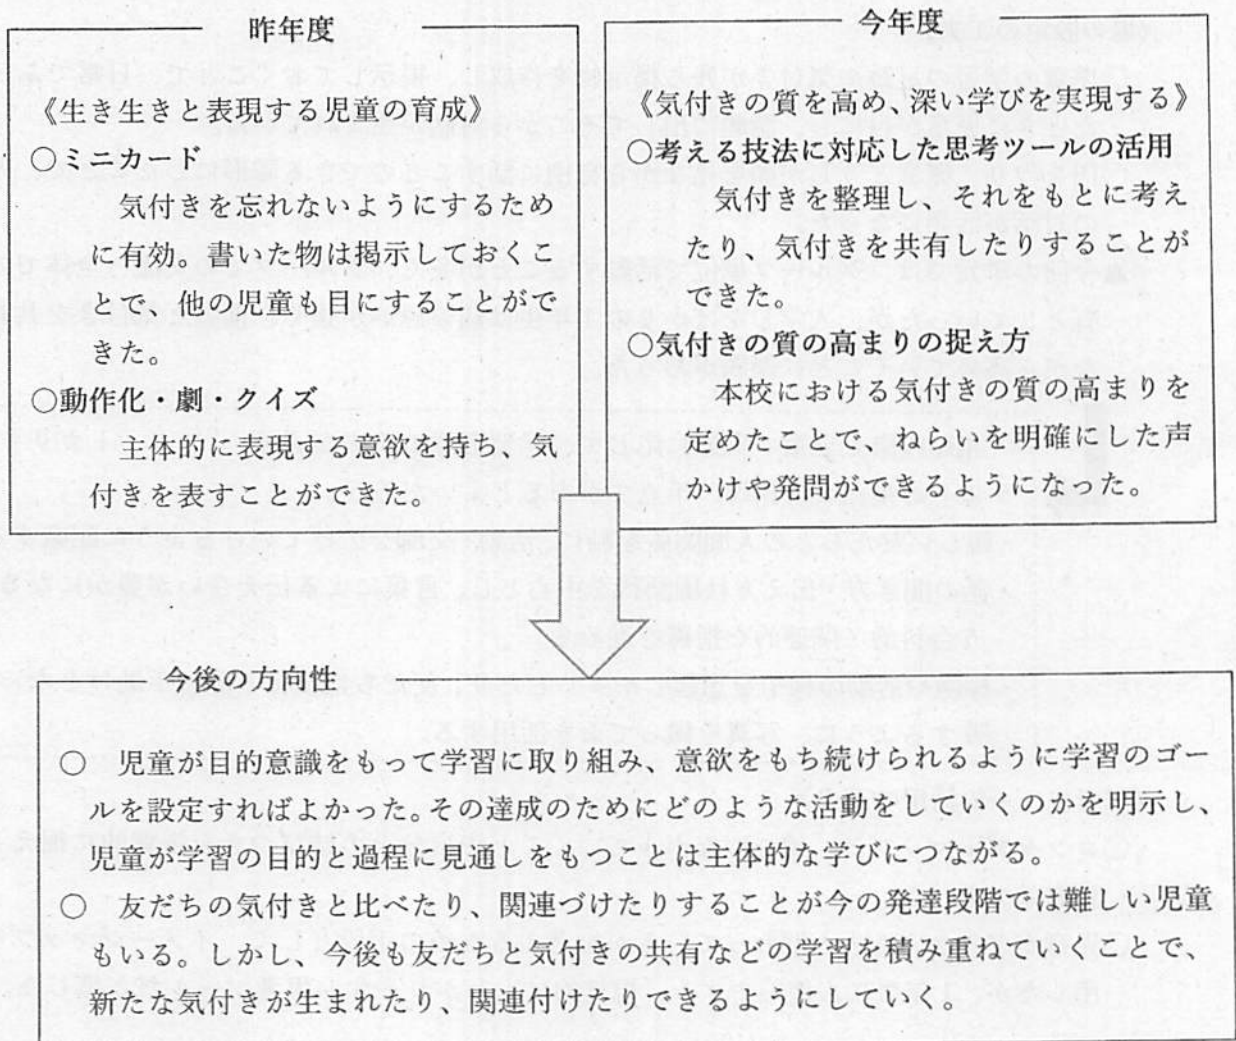 昨年度
《生き生きと表現する児童の育成》
○ミニカード
気付きを忘れないようにするため
に有効。書いた物は掲示しておくこ
とで、他の児童も目にすることがで
きた。
○動作化・劇・クイズ
主体的に表現する意欲を持ち、気
付きを表すことができた。
今年度
《気付きの質を高め、深い学びを実現する》
○考える技法に対応した思考ツールの活用
気付きを整理し、それをもとに考え
たり、気付きを共有したりすることが
できた。
○気付きの質の高まりの捉え方
本校における気付きの質の高まりを
定めたことで、ねらいを明確にした声
かけや発問ができるようになった。
今後の方向性
○　児童が目的意識をもって学習に取り組み、意欲をもち続けられるように学習のゴー
ルを設定すればよかった。その達成のためにどのような活動をしていくのかを明示し、
児童が学習の目的と過程に見通しをもつことは主体的な学びにつながる。
○　友だちの気付きと比べたり、関連づけたりすることが今の発達段階では難しい児童
もいる。しかし、今後も友だちと気付きの共有などの学習を積み重ねていくことで、
新たな気付きが生まれたり、関連付けたりできるようにしていく。